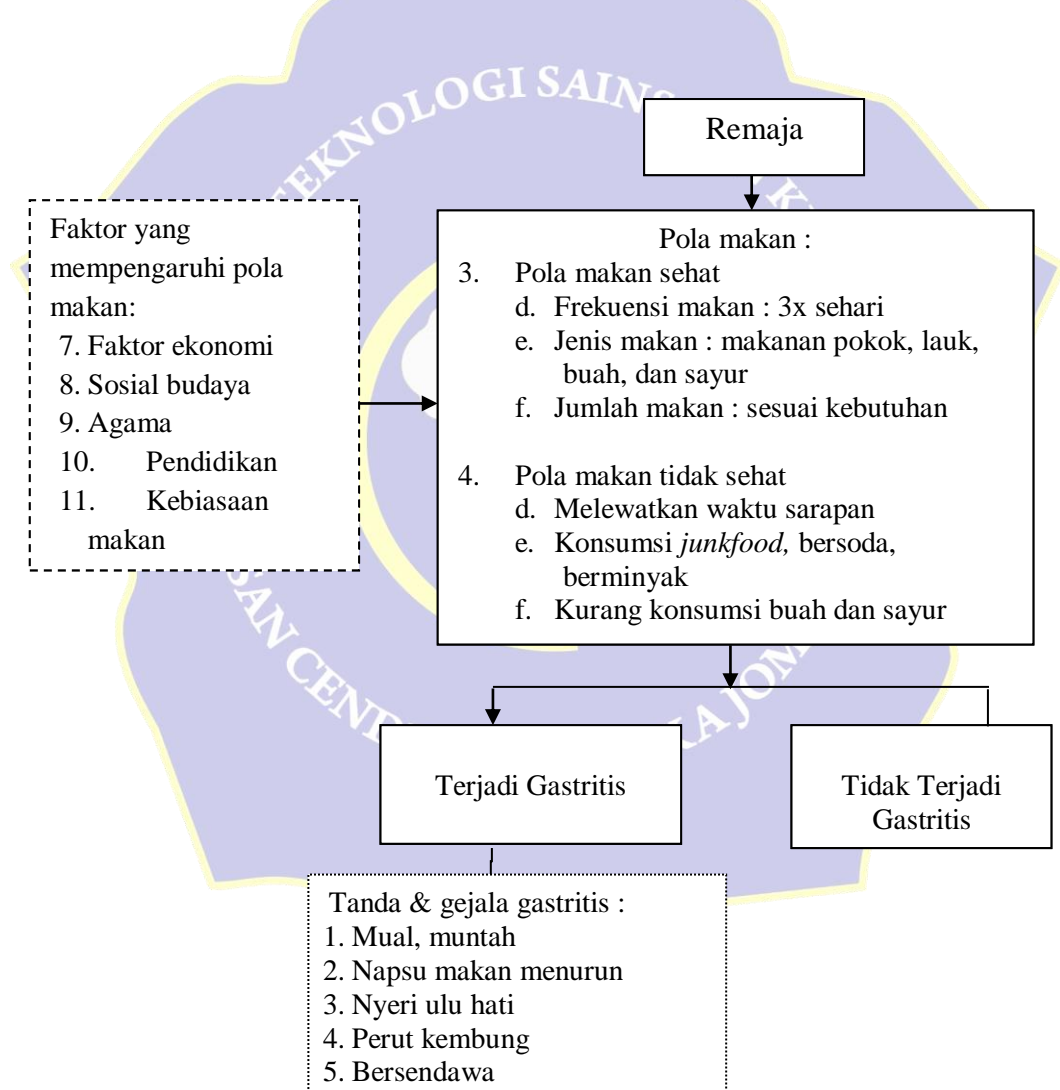 TEKNOLOGI SAINS
Remaja
Faktor yang
mempengaruhi pola
makan:
7. Faktor ekonomi
8. Sosial budaya
9. Agama
10. Pendidikan
11. Kebiasaan
makan
Pola makan :
3. Pola makan sehat
d. Frekuensi makan : 3x sehari
e. Jenis makan : makanan pokok, lauk,
buah, dan sayur
f. Jumlah makan : sesuai kebutuhan
4. Pola makan tidak sehat
d. Melewatkan waktu sarapan
e. Konsumsi junkfood, bersoda,
berminyak
f. Kurang konsumsi buah dan sayur
Terjadi Gastritis
Tidak Terjadi
Gastritis
Tanda & gejala gastritis :
1. Mual, muntah
2. Napsu makan menurun
3. Nyeri ulu hati
4. Perut kembung
5. Bersendawa